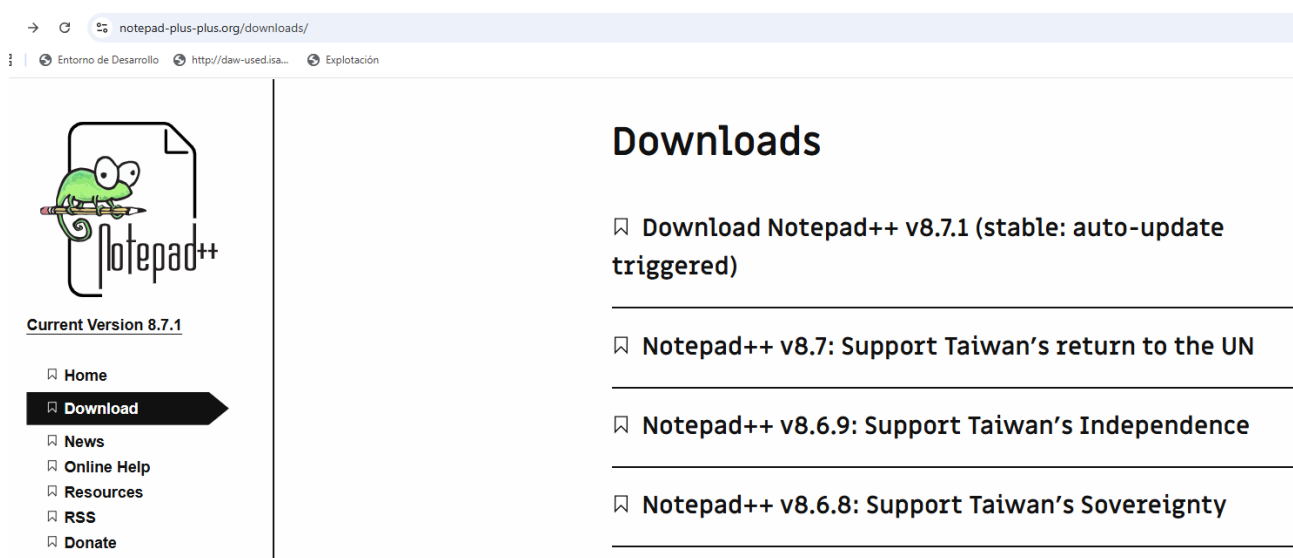 notepad-plus-plus.org/downloads/
Entorno de Desarrollo
http://daw-used.isa...
Explotación
Notepad++
Current Version 8.7.1
Home
Download
News
Online Help
Resources
RSS
Donate
Downloads
Download Notepad++ v8.7.1 (stable: auto-update
triggered)
Notepad++ v8.7: Support Taiwan's return to the UN
Notepad++ v8.6.9: Support Taiwan's Independence
Notepad++ v8.6.8: Support Taiwan's Sovereignty